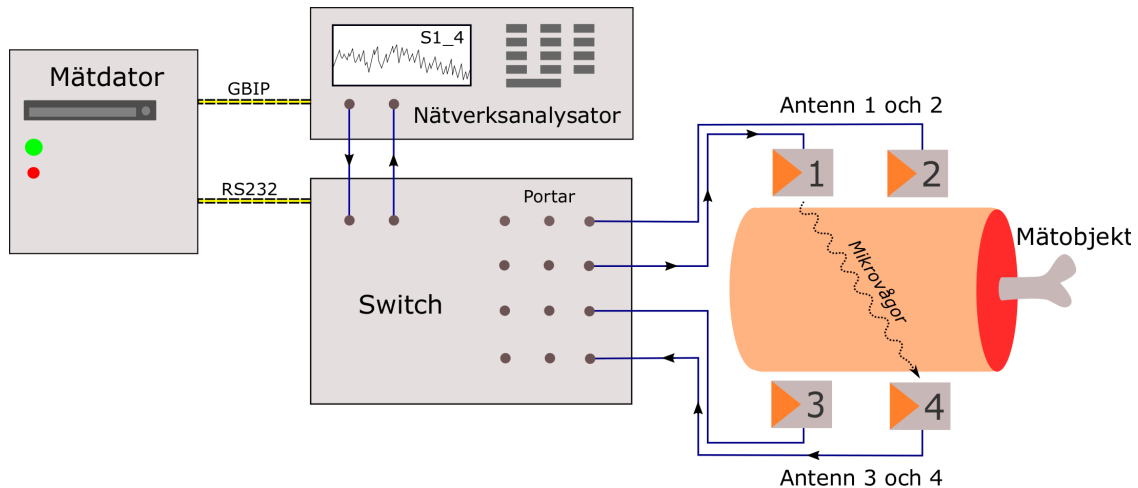 Mätdator
GBIP
RS232
S1_4
Nätverksanalysator
Portar
Switch
Antenn 1 och 2
1
2
Mikrovågor
Mätobjekt
3
4
Antenn 3 och 4